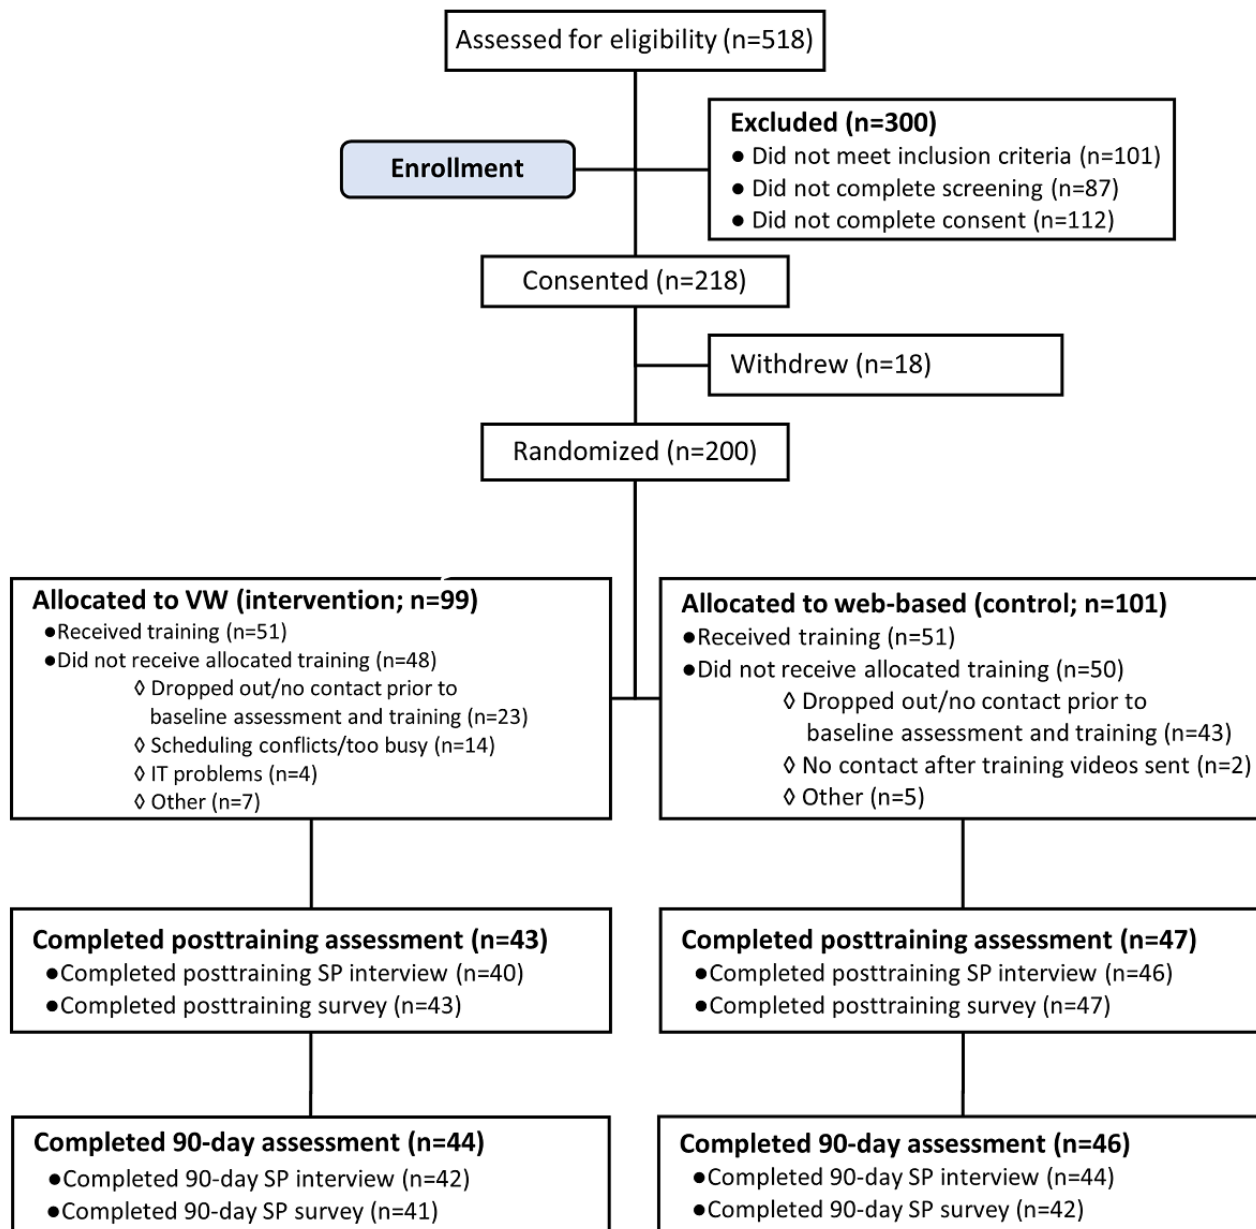 Assessed for eligibility (n=518)
Enrollment
Excluded (n=300)
● Did not meet inclusion criteria (n=101)
● Did not complete screening (n=87)
● Did not complete consent (n=112)
Consented (n=218)
Withdrew (n=18)
Randomized (n=200)
Allocated to VW (intervention; n=99)
●Received training (n=51)
●Did not receive allocated training (n=48)
◊ Dropped out/no contact prior to
baseline assessment and training (n=23)
◊ Scheduling conflicts/too busy (n=14)
◊ IT problems (n=4)
◊ Other (n=7)
Allocated to web-based (control; n=101)
●Received training (n=51)
●Did not receive allocated training (n=50)
◊ Dropped out/no contact prior to
baseline assessment and training (n=43)
◊ No contact after training videos sent (n=2)
◊ Other (n=5)
Completed posttraining assessment (n=43)
●Completed posttraining SP interview (n=40)
●Completed posttraining survey (n=43)
Completed posttraining assessment (n=47)
●Completed posttraining SP interview (n=46)
●Completed posttraining survey (n=47)
Completed 90-day assessment (n=44)
●Completed 90-day SP interview (n=42)
●Completed 90-day SP survey (n=41)
Completed 90-day assessment (n=46)
●Completed 90-day SP interview (n=44)
●Completed 90-day SP survey (n=42)